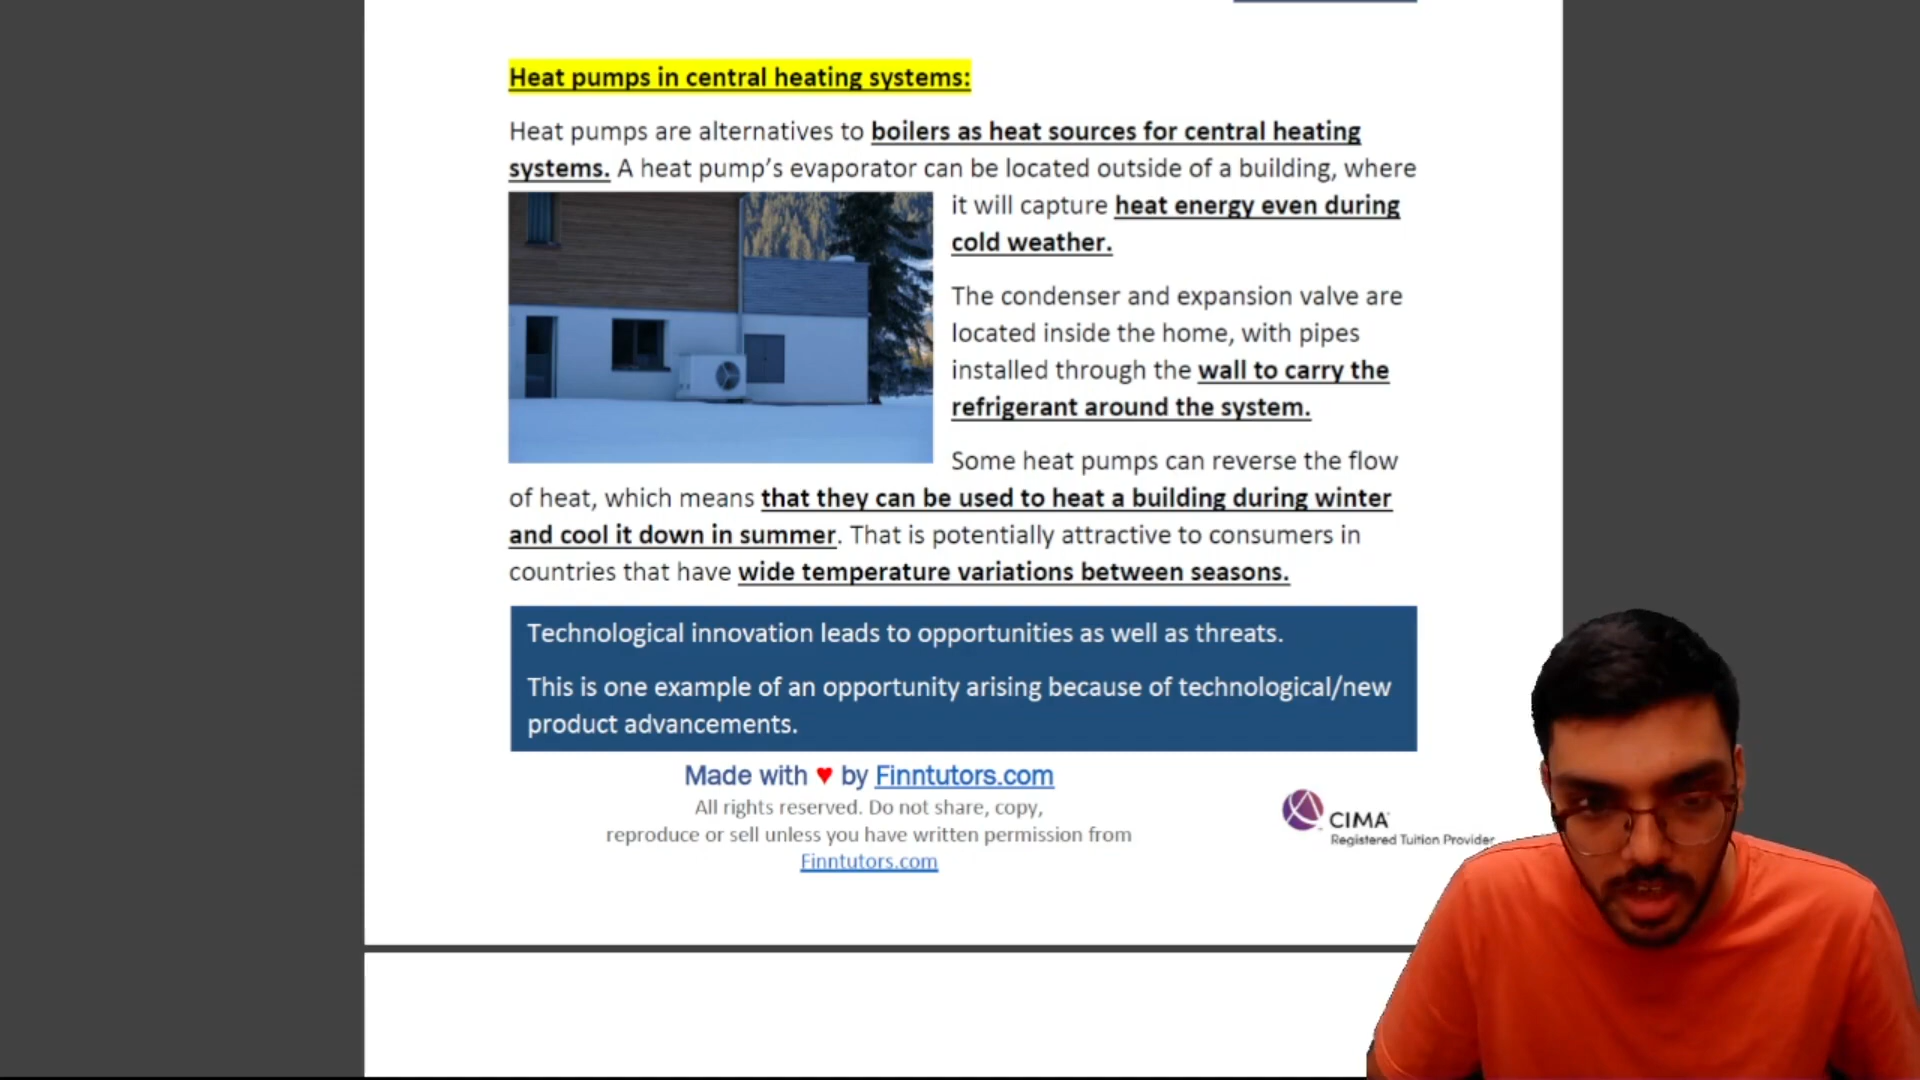 Heat pumps in central heating systems:
Heat pumps are alternatives to boilers as heat sources for central heating
systems. A heat pump's evaporator can be located outside of a building, where
it will capture heat energy even during
cold weather.
The condenser and expansion valve are
located inside the home, with pipes
installed through the wall to carry the
refrigerant around the system.
Some heat pumps can reverse the flow
of heat, which means that they can be used to heat a building during winter
and cool it down in summer. That is potentially attractive to consumers in
countries that have wide temperature variations between seasons.
Technological innovation leads to opportunities as well as threats.
This is one example of an opportunity arising because of technological/new
product advancements.
Made with ♥ by Finntutors.com
All rights reserved. Do not share, copy,
reproduce or sell unless you have written permission from
Finntutors.com
CIMA
Registered Tuition Provider